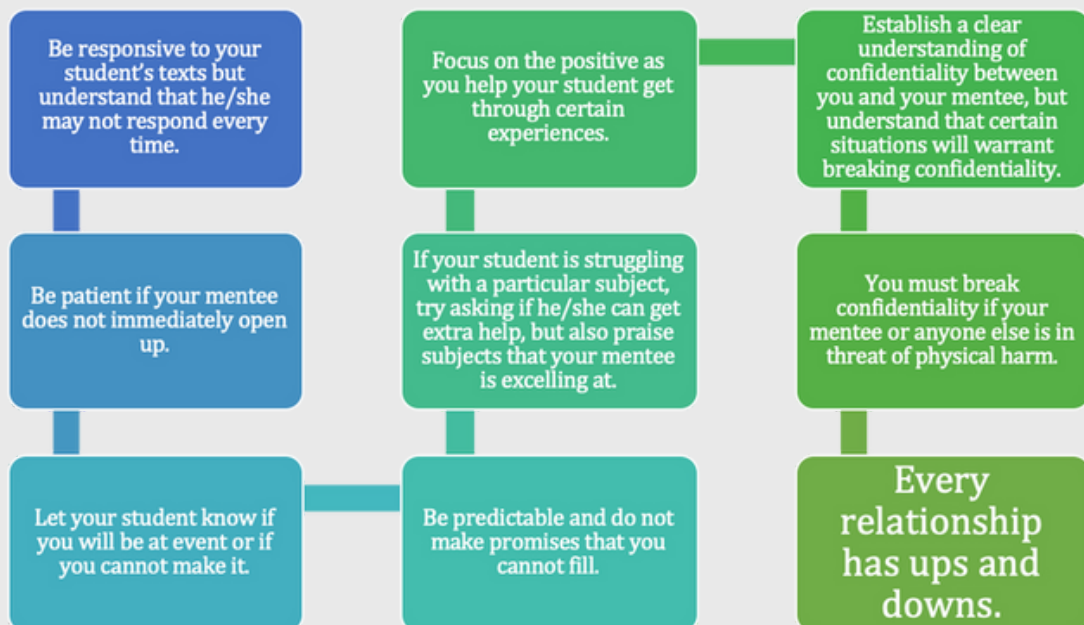 Be responsive to your
student's texts but
understand that he/she
may not respond every
time.
Be patient if your mentee
does not immediately open
up.
Let your student know if
you will be at event or if
you cannot make it.
Be predictable and do not
make promises that you
cannot fill.
If your student is struggling
with a particular subject,
try asking if he/she can get
extra help, but also praise
subjects that your mentee
is excelling at.
Focus on the positive as
you help your student get
through certain
experiences.
Establish a clear
understanding of
confidentiality between
you and your mentee, but
understand that certain
situations will warrant
breaking confidentiality.
You must break
confidentiality if your
mentee or anyone else is in
threat of physical harm.
Every
relationship
has ups and
downs.